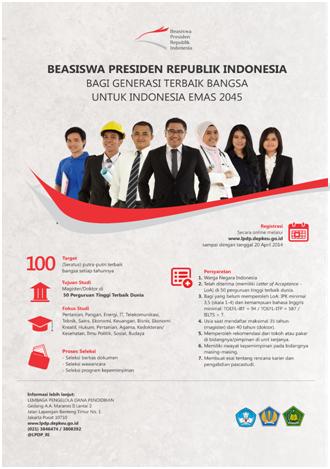 Beasiswa
Presiden
Republik
Indonesia
BEASISWA PRESIDEN REPUBLIK INDONESIA
BAGI GENERASI TERBAIK BANGSA
UNTUK INDONESIA EMAS 2045
Registrasi
Secara online melalui
www.lpdp.depkeu.go.id
sampai dengan tanggal 20 April 2014
100
Target
(Seratus) putra-putri terbaik
bangsa setiap tahunnya
Tujuan Studi
Magister/Doktor di
50 Perguruan Tinggi Terbaik Dunia
Fokus Studi
Pertanian, Pangan, Energi, IT, Telekomunikasi,
Teknik, Sains, Ekonomi, Keuangan, Bisnis, Ekonomi
Kreatif, Hukum, Pertanian, Agama, Kedokteran/
Kesehatan, Ilmu Politik, Sosial, Budaya
Proses Seleksi
- Seleksi berkas dokumen
- Seleksi wawancara
- Seleksi program kepemimpinan
Persyaratan
1. Warga Negara Indonesia
2. Telah diterima (memiliki Letter of Acceptance -
LoA) di 50 perguruan tinggi terbaik dunia.
3. Bagi yang belum memperoleh LoA: IPK minimal
3,5 (skala 1-4) dan kemampuan bahasa Inggris
minimal: TOEFL-IBT = 94 / TOEFL-ITP = 587 /
IELTS = 7.
4. Usia saat mendaftar maksimal 35 tahun
(magister) dan 40 tahun (doktor).
5. Memperoleh rekomendasi dari tokoh atau pakar
di bidangnya/pimpinan di unit kerjanya.
6. Memiliki riwayat kepemimpinan pada bidangnya
masing-masing.
7. Membuat esai tentang rencana karier dan
pengabdian pascastudi.
Informasi lebih lanjut:
LEMBAGA PENGELOLA DANA PENDIDIKAN
Gedung A.A. Maramis II Lantai 2
Jalan Lapangan Banteng Timur No. 1
Jakarta Pusat 10710
www.lpdp.depkeu.go.id
(021) 3846474 / 3808392
@LPDP_RI